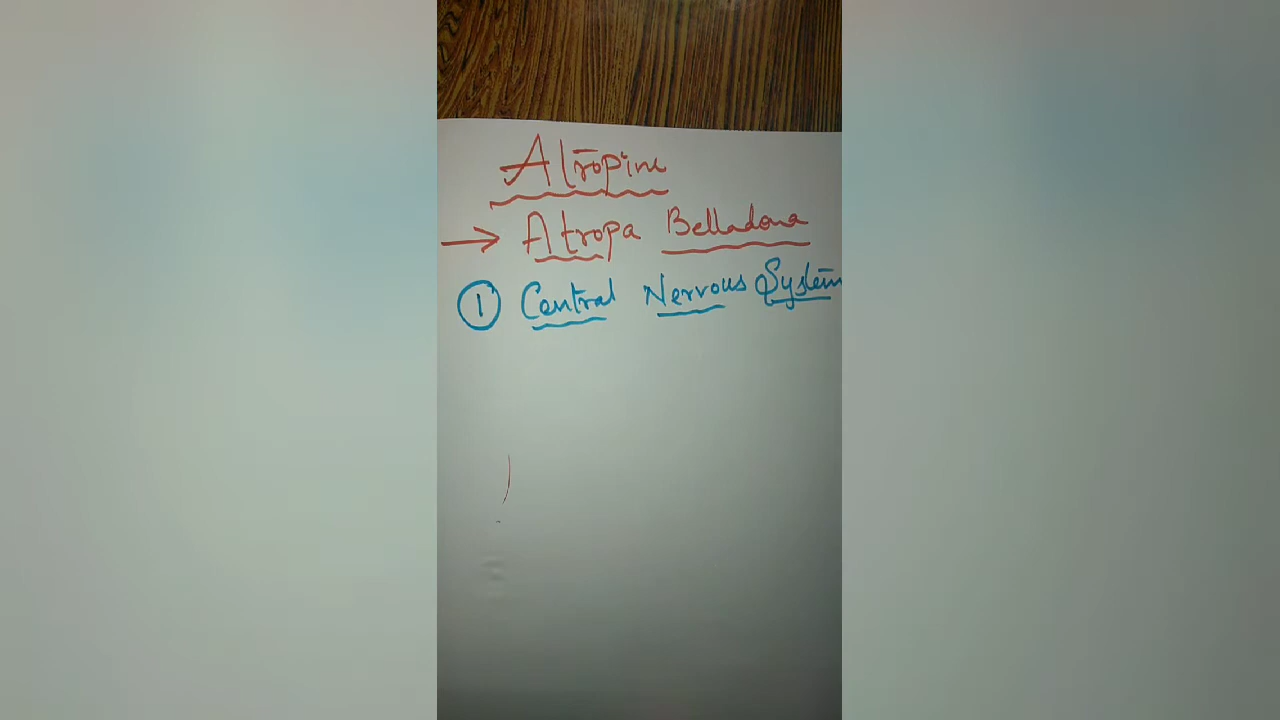 Atropine
→ Atropa Belladona
① Central Nervous System